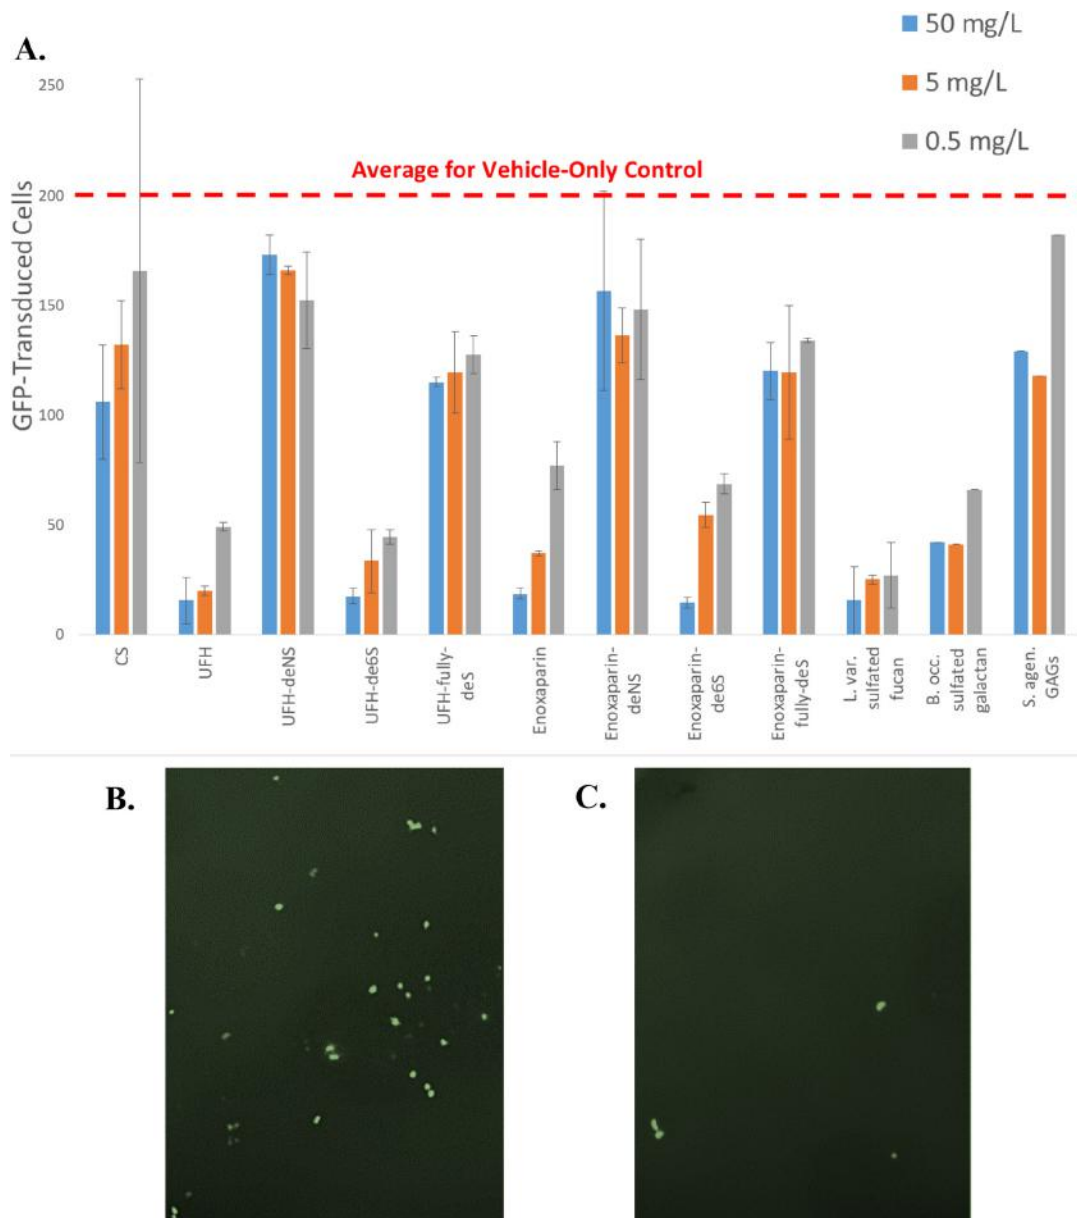 50 mg/L
A.
5 mg/L
250
0.5 mg/L
Average for Vehicle-Only Control
200
GFP-Transduced Cells
150
100
50
0
CS
UFH
UFH-deNS
UFH-de6S
UFH-fully-
deS
Enoxaparin
Enoxaparin-
deNS
Enoxaparin-
de6S
Enoxaparin-
fully-deS
L. var.
sulfated
fucan
B. occ.
sulfated
galactan
S. agen.
GAGs
B.
C.